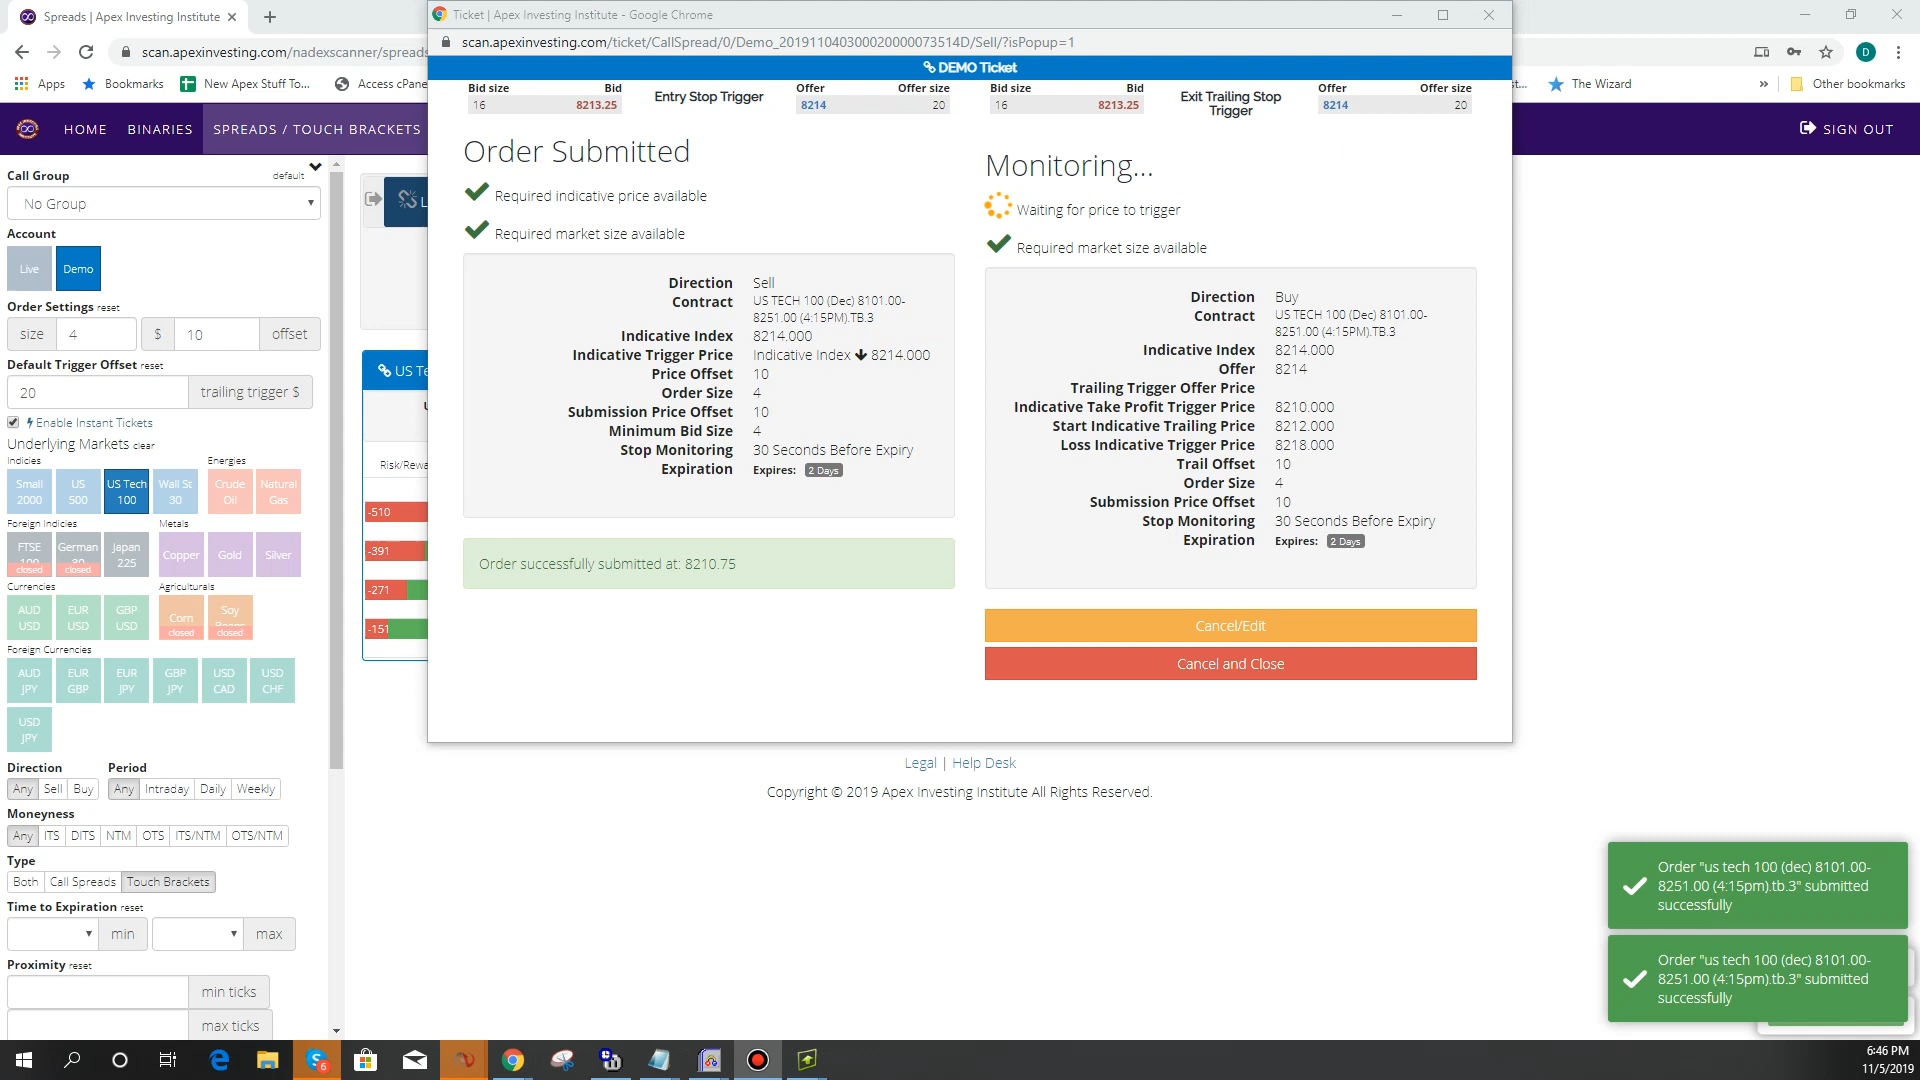 Spreads | Apex Investing Institute
scan.apexinvesting.com/nadexscanner/spreads
Apps
Bookmarks
New Apex Stuff To...
Access cPane
The Wizard
»
Other bookmarks
D
HOME
BINARIES
SPREADS / TOUCH BRACKETS
SIGN OUT
Ticket | Apex Investing Institute - Google Chrome
scan.apexinvesting.com/ticket/CallSpread/0/Demo_201911040300020000073514D/Sell/?isPopup=1
DEMO Ticket
Bid size Bid
16 8213.25
Entry Stop Trigger
Offer Offer size
8214 20
Bid size Bid
16 8213.25
Exit Trailing Stop
Trigger
Offer Offer size
8214 20
Order Submitted
Required indicative price available
Required market size available
Direction Sell
Contract US TECH 100 (Dec) 8101.00-
8251.00 (4:15PM).TB.3
Indicative Index 8214.000
Indicative Trigger Price Indicative Index 8214.000
Price Offset 10
Order Size 4
Submission Price Offset 10
Minimum Bid Size 4
Stop Monitoring 30 Seconds Before Expiry
Expiration Expires: 2 Days
Order successfully submitted at: 8210.75
Monitoring...
Waiting for price to trigger
Required market size available
Direction Buy
Contract US TECH 100 (Dec) 8101.00-
8251.00 (4:15PM).TB.3
Indicative Index 8214.000
Offer 8214
Trailing Trigger Offer Price
Indicative Take Profit Trigger Price 8210.000
Start Indicative Trailing Price 8212.000
Loss Indicative Trigger Price 8218.000
Trail Offset 10
Order Size 4
Submission Price Offset 10
Stop Monitoring 30 Seconds Before Expiry
Expiration Expires: 2 Days
Cancel/Edit
Cancel and Close
Call Group default
No Group
Account
Live Demo
Order Settings reset
size 4 $ 10 offset
Default Trigger Offset reset
20 trailing trigger $
Enable Instant Tickets
Underlying Markets clear
Indicies Energies
Small 2000
US 500
US Tech 100
Wall St 30
Crude Oil
Natural Gas
Foreign Indicies Metals
FTSE 100 closed
German 30 closed
Japan 225
Copper
Gold
Silver
Currencies Agriculturals
AUD USD
EUR USD
GBP USD
Corn closed
Soy Beans closed
Foreign Currencies
AUD JPY
EUR GBP
EUR JPY
GBP JPY
USD CAD
USD CHF
USD JPY
Direction Period
Any Sell Buy
Any Intraday Daily Weekly
Moneyness
Any ITS DITS NTM OTS ITS/NTM OTS/NTM
Type
Both Call Spreads Touch Brackets
Time to Expiration reset
min max
Proximity reset
min ticks
max ticks
L
US Te
U
Risk/Rewa
-510
-391
-271
-151
Legal | Help Desk
Copyright © 2019 Apex Investing Institute All Rights Reserved.
Order "us tech 100 (dec) 8101.00-
8251.00 (4:15pm).tb.3" submitted
successfully
Order "us tech 100 (dec) 8101.00-
8251.00 (4:15pm).tb.3" submitted
successfully
6
6:46 PM
11/5/2019